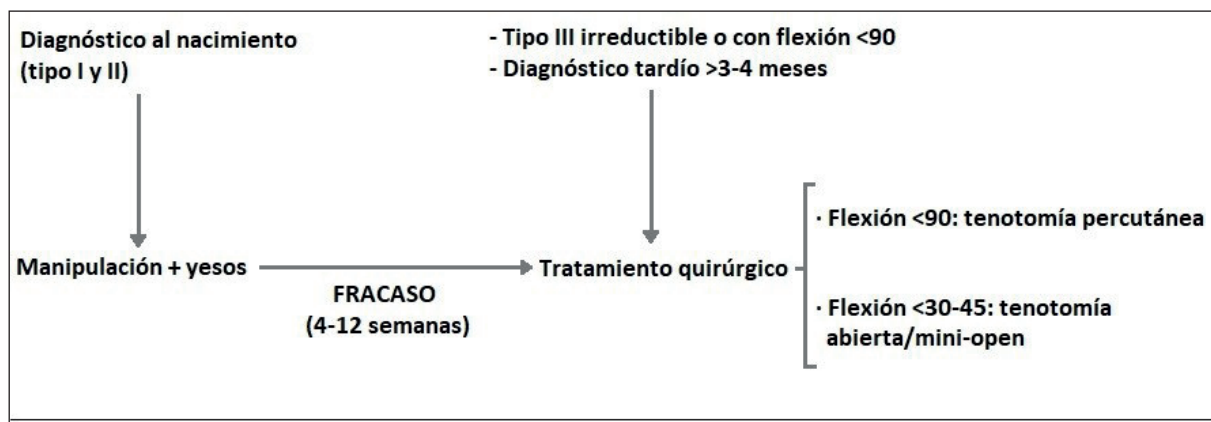 Diagnóstico al nacimiento
(tipo I y II)
- Tipo III irreductible o con flexión <90
- Diagnóstico tardío >3-4 meses
Manipulación + yesos
FRACASO
(4-12 semanas)
Tratamiento quirúrgico
· Flexión <90: tenotomía percutánea
· Flexión <30-45: tenotomía
abierta/mini-open